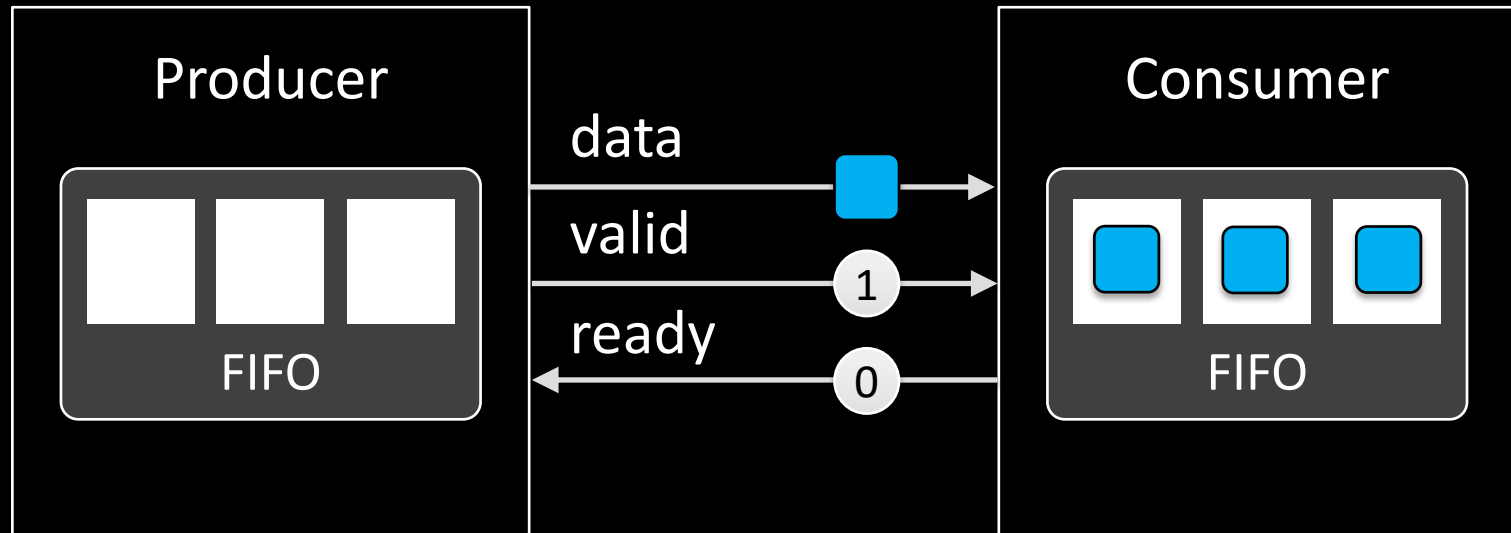 Producer
Consumer
data
valid
1
ready
0
FIFO
FIFO